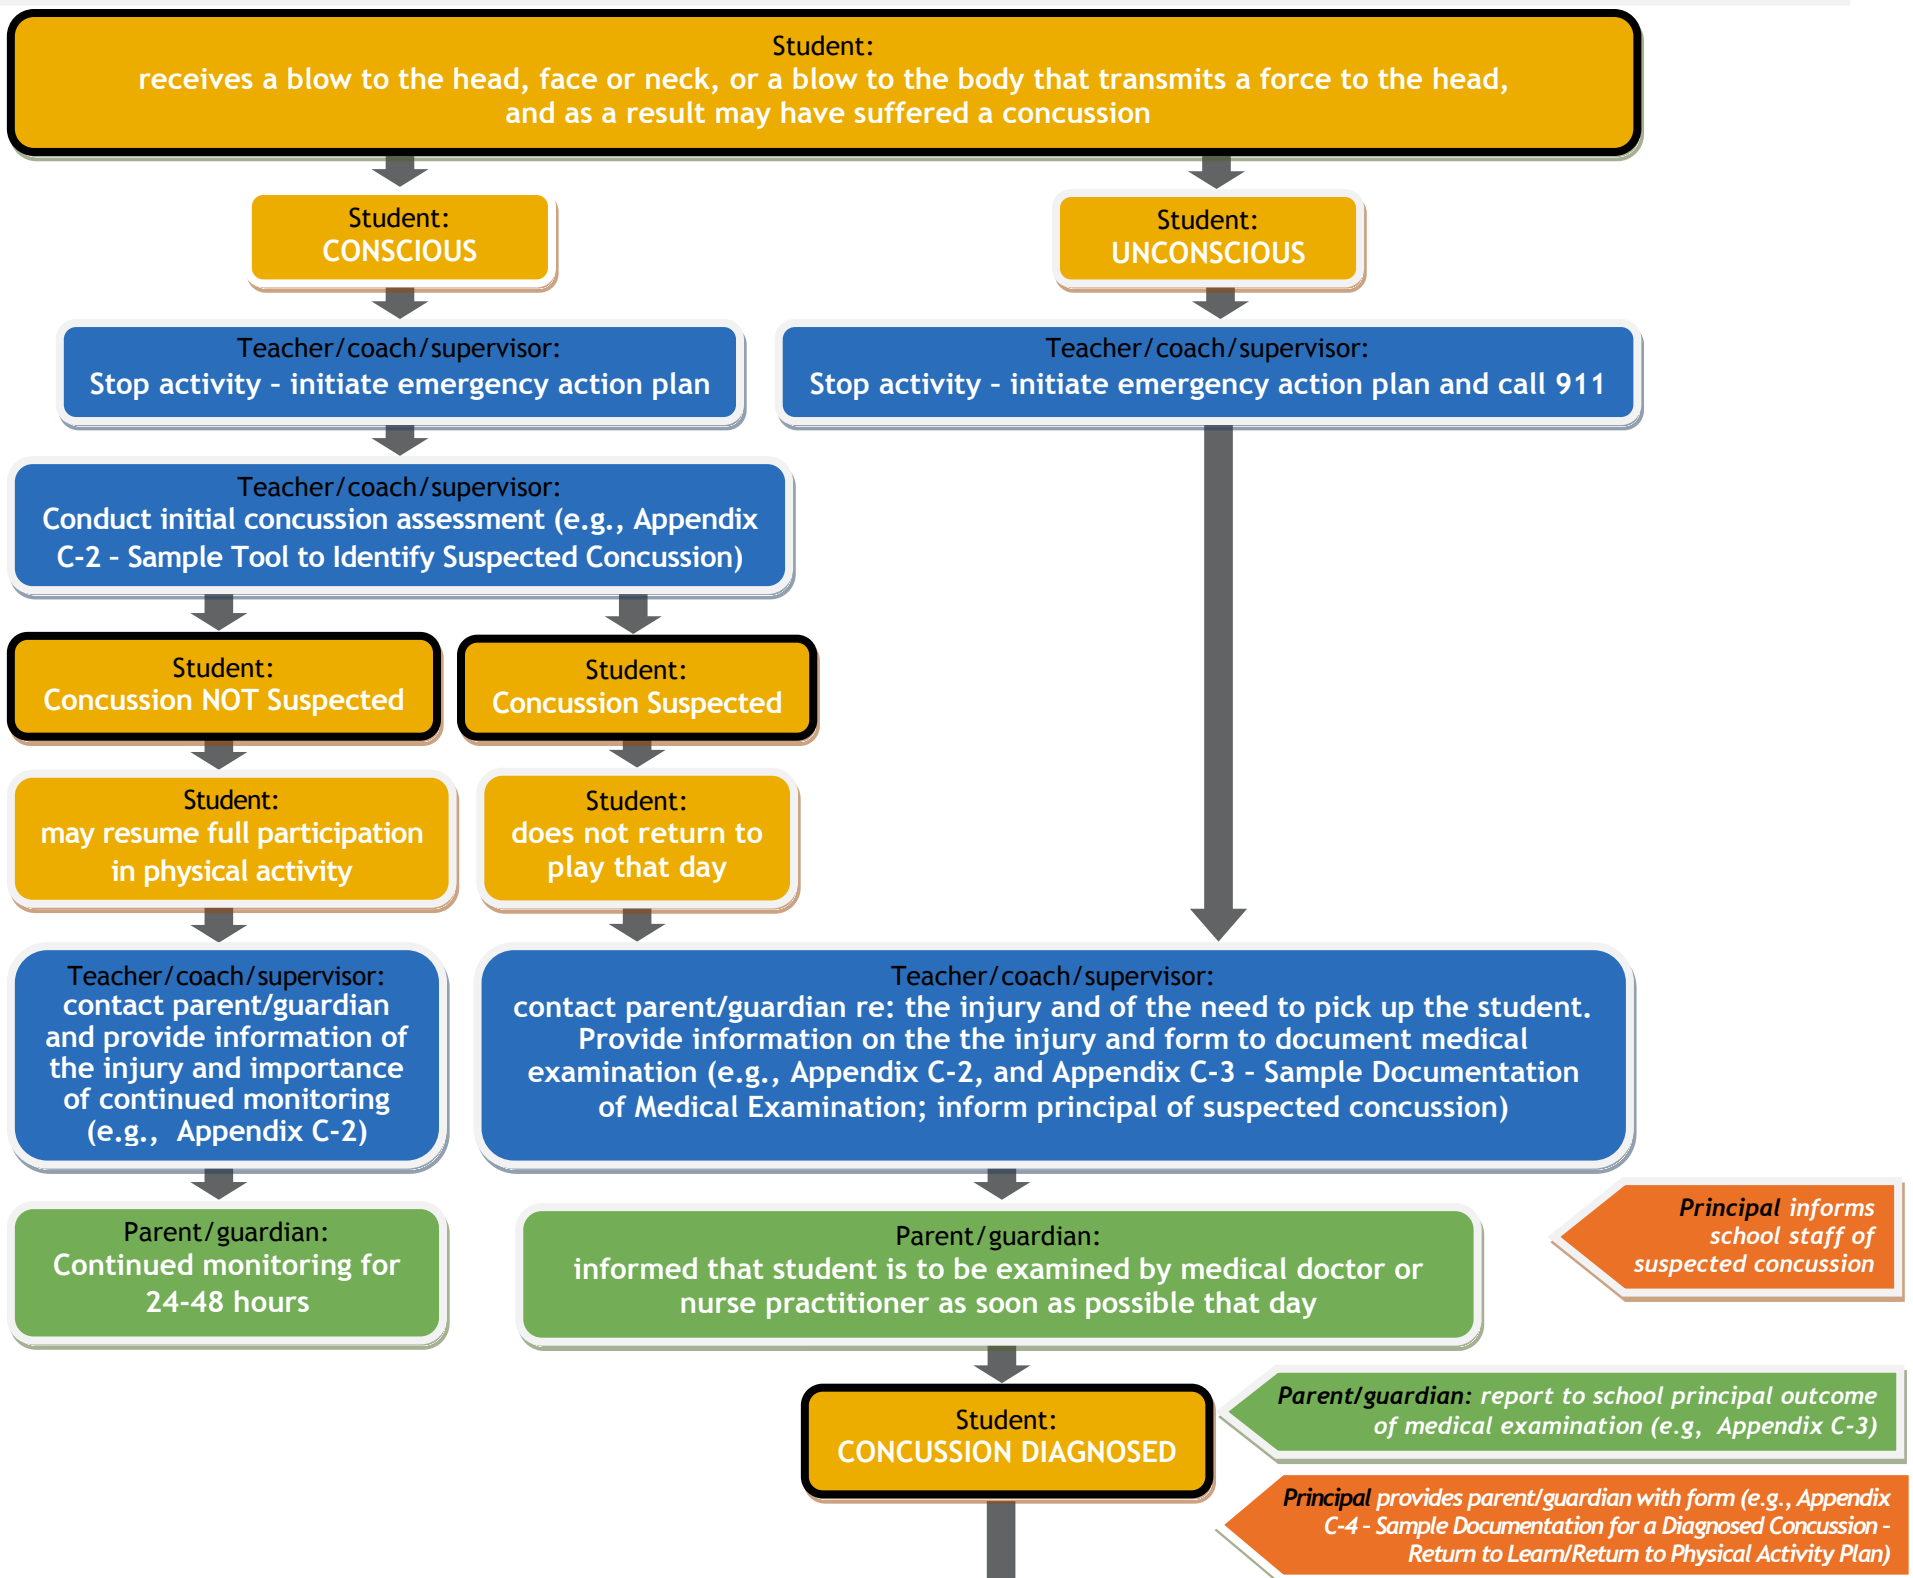 Student:
receives a blow to the head, face or neck, or a blow to the body that transmits a force to the head,
and as a result may have suffered a concussion
Student:
CONSCIOUS
Student:
UNCONSCIOUS
Teacher/coach/supervisor:
Stop activity – initiate emergency action plan
Teacher/coach/supervisor:
Stop activity – initiate emergency action plan and call 911
Teacher/coach/supervisor:
Conduct initial concussion assessment (e.g., Appendix
C-2 – Sample Tool to Identify Suspected Concussion)
Student:
Concussion NOT Suspected
Student:
Concussion Suspected
Student:
may resume full participation
in physical activity
Student:
does not return to
play that day
Teacher/coach/supervisor:
contact parent/guardian
and provide information of
the injury and importance
of continued monitoring
(e.g., Appendix C-2)
Teacher/coach/supervisor:
contact parent/guardian re: the injury and of the need to pick up the student.
Provide information on the the injury and form to document medical
examination (e.g., Appendix C-2, and Appendix C-3 – Sample Documentation
of Medical Examination; inform principal of suspected concussion)
Parent/guardian:
Continued monitoring for
24-48 hours
Parent/guardian:
informed that student is to be examined by medical doctor or
nurse practitioner as soon as possible that day
Principal informs
school staff of
suspected concussion
Student:
CONCUSSION DIAGNOSED
Parent/guardian: report to school principal outcome
of medical examination (e.g, Appendix C-3)
Principal provides parent/guardian with form (e.g., Appendix
C-4 – Sample Documentation for a Diagnosed Concussion –
Return to Learn/Return to Physical Activity Plan)